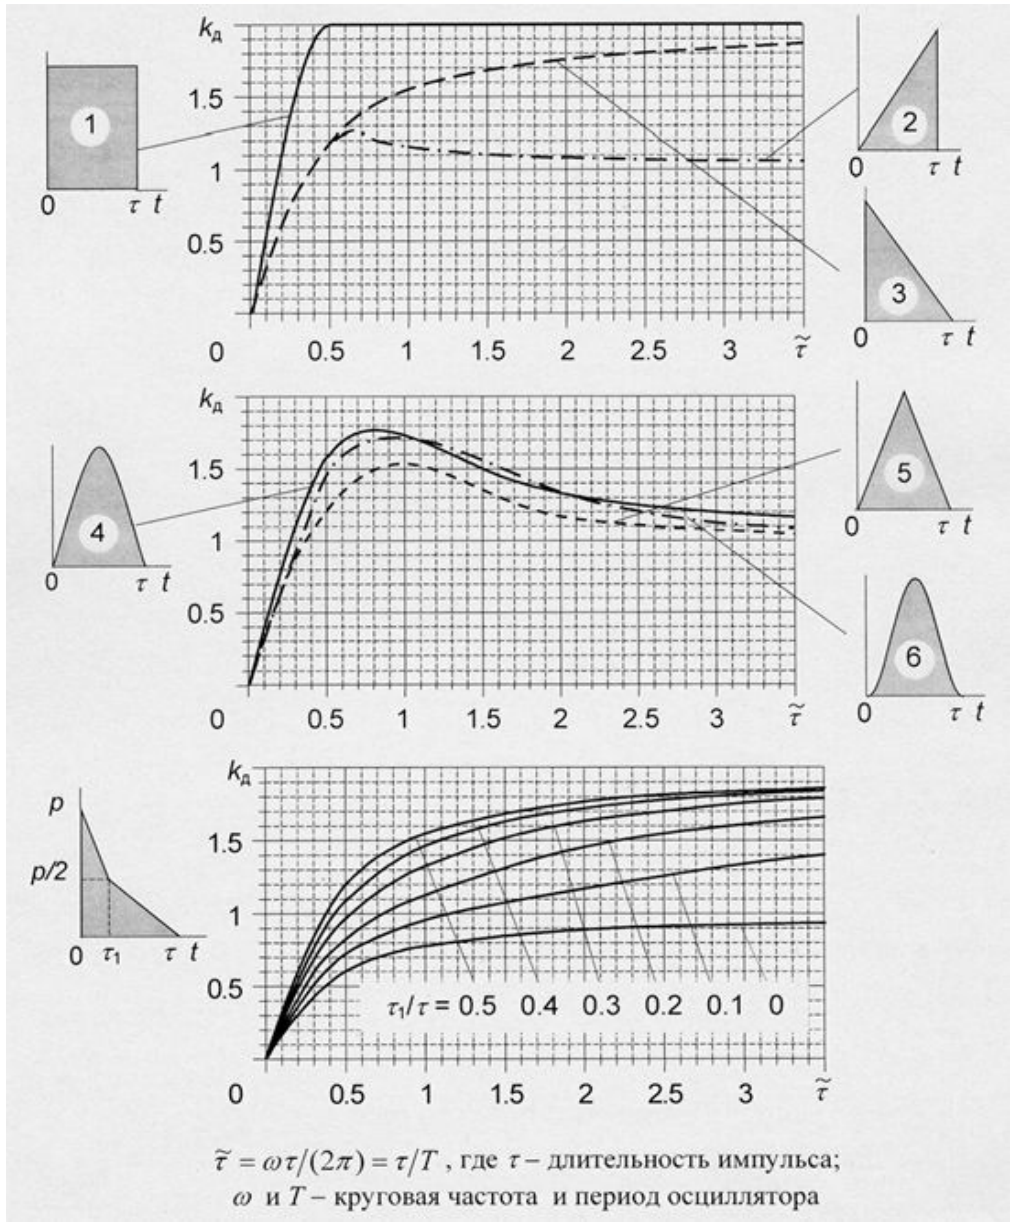 kд
1.5
1
0.5
0 0.5 1 1.5 2 2.5 3 τ̃
1
0 τ t
2
0 τ t
3
0 τ t
kд
1.5
1
0.5
0 0.5 1 1.5 2 2.5 3 τ̃
4
0 τ t
5
0 τ t
6
0 τ t
kд
1.5
1
0.5
0 0.5 1 1.5 2 2.5 3 τ̃
p
p/2
0 τ₁ τ t
τ₁/τ = 0.5 0.4 0.3 0.2 0.1 0
τ̃ = ωτ/(2π) = τ/T , где τ – длительность импульса;
ω и T – круговая частота и период осциллятора